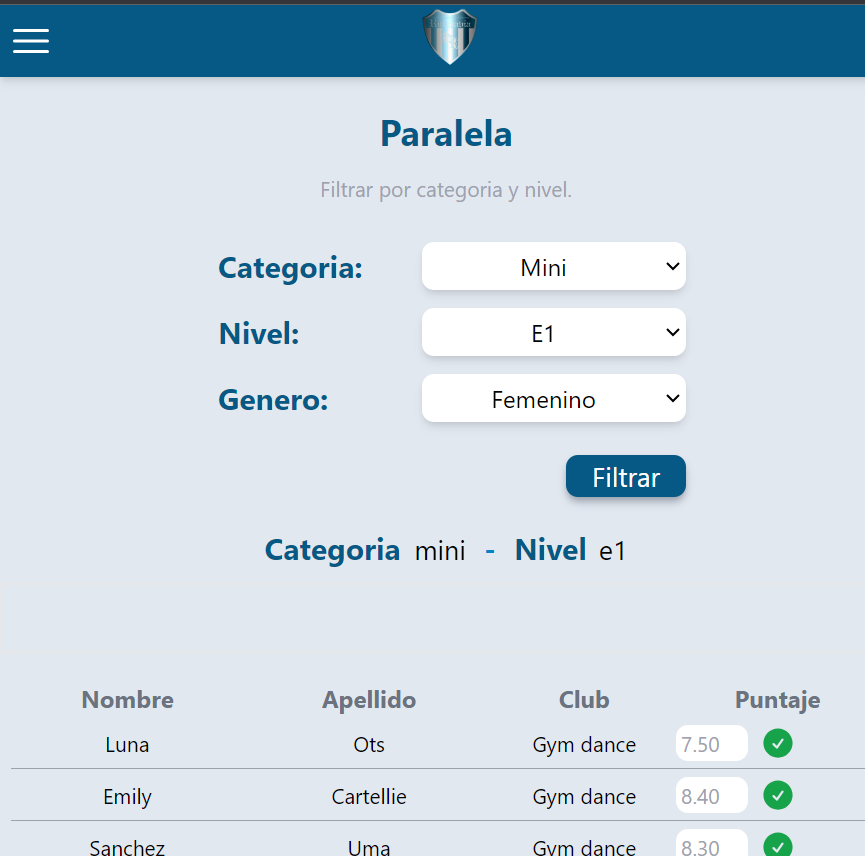 Paralela
Filtrar por categoria y nivel.
Categoria: Mini
Nivel: E1
Genero: Femenino
Filtrar
Categoria mini - Nivel e1
Nombre Apellido Club Puntaje
Luna Ots Gym dance 7.50
Emily Cartellie Gym dance 8.40
Sanchez Uma Gym dance 8.30